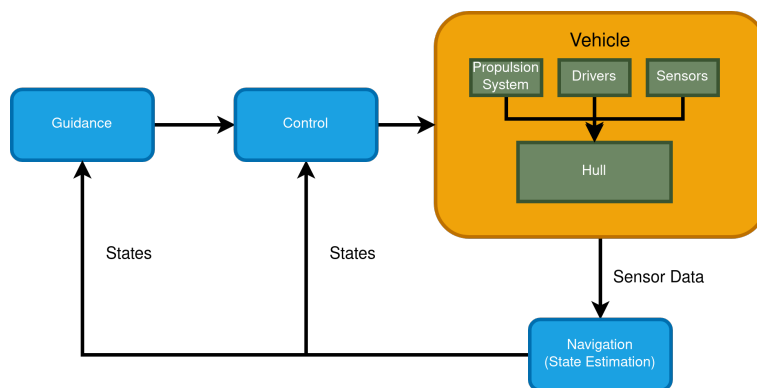 Vehicle
Propulsion
System
Drivers
Sensors
Guidance
Control
Hull
States
States
Sensor Data
Navigation
(State Estimation)